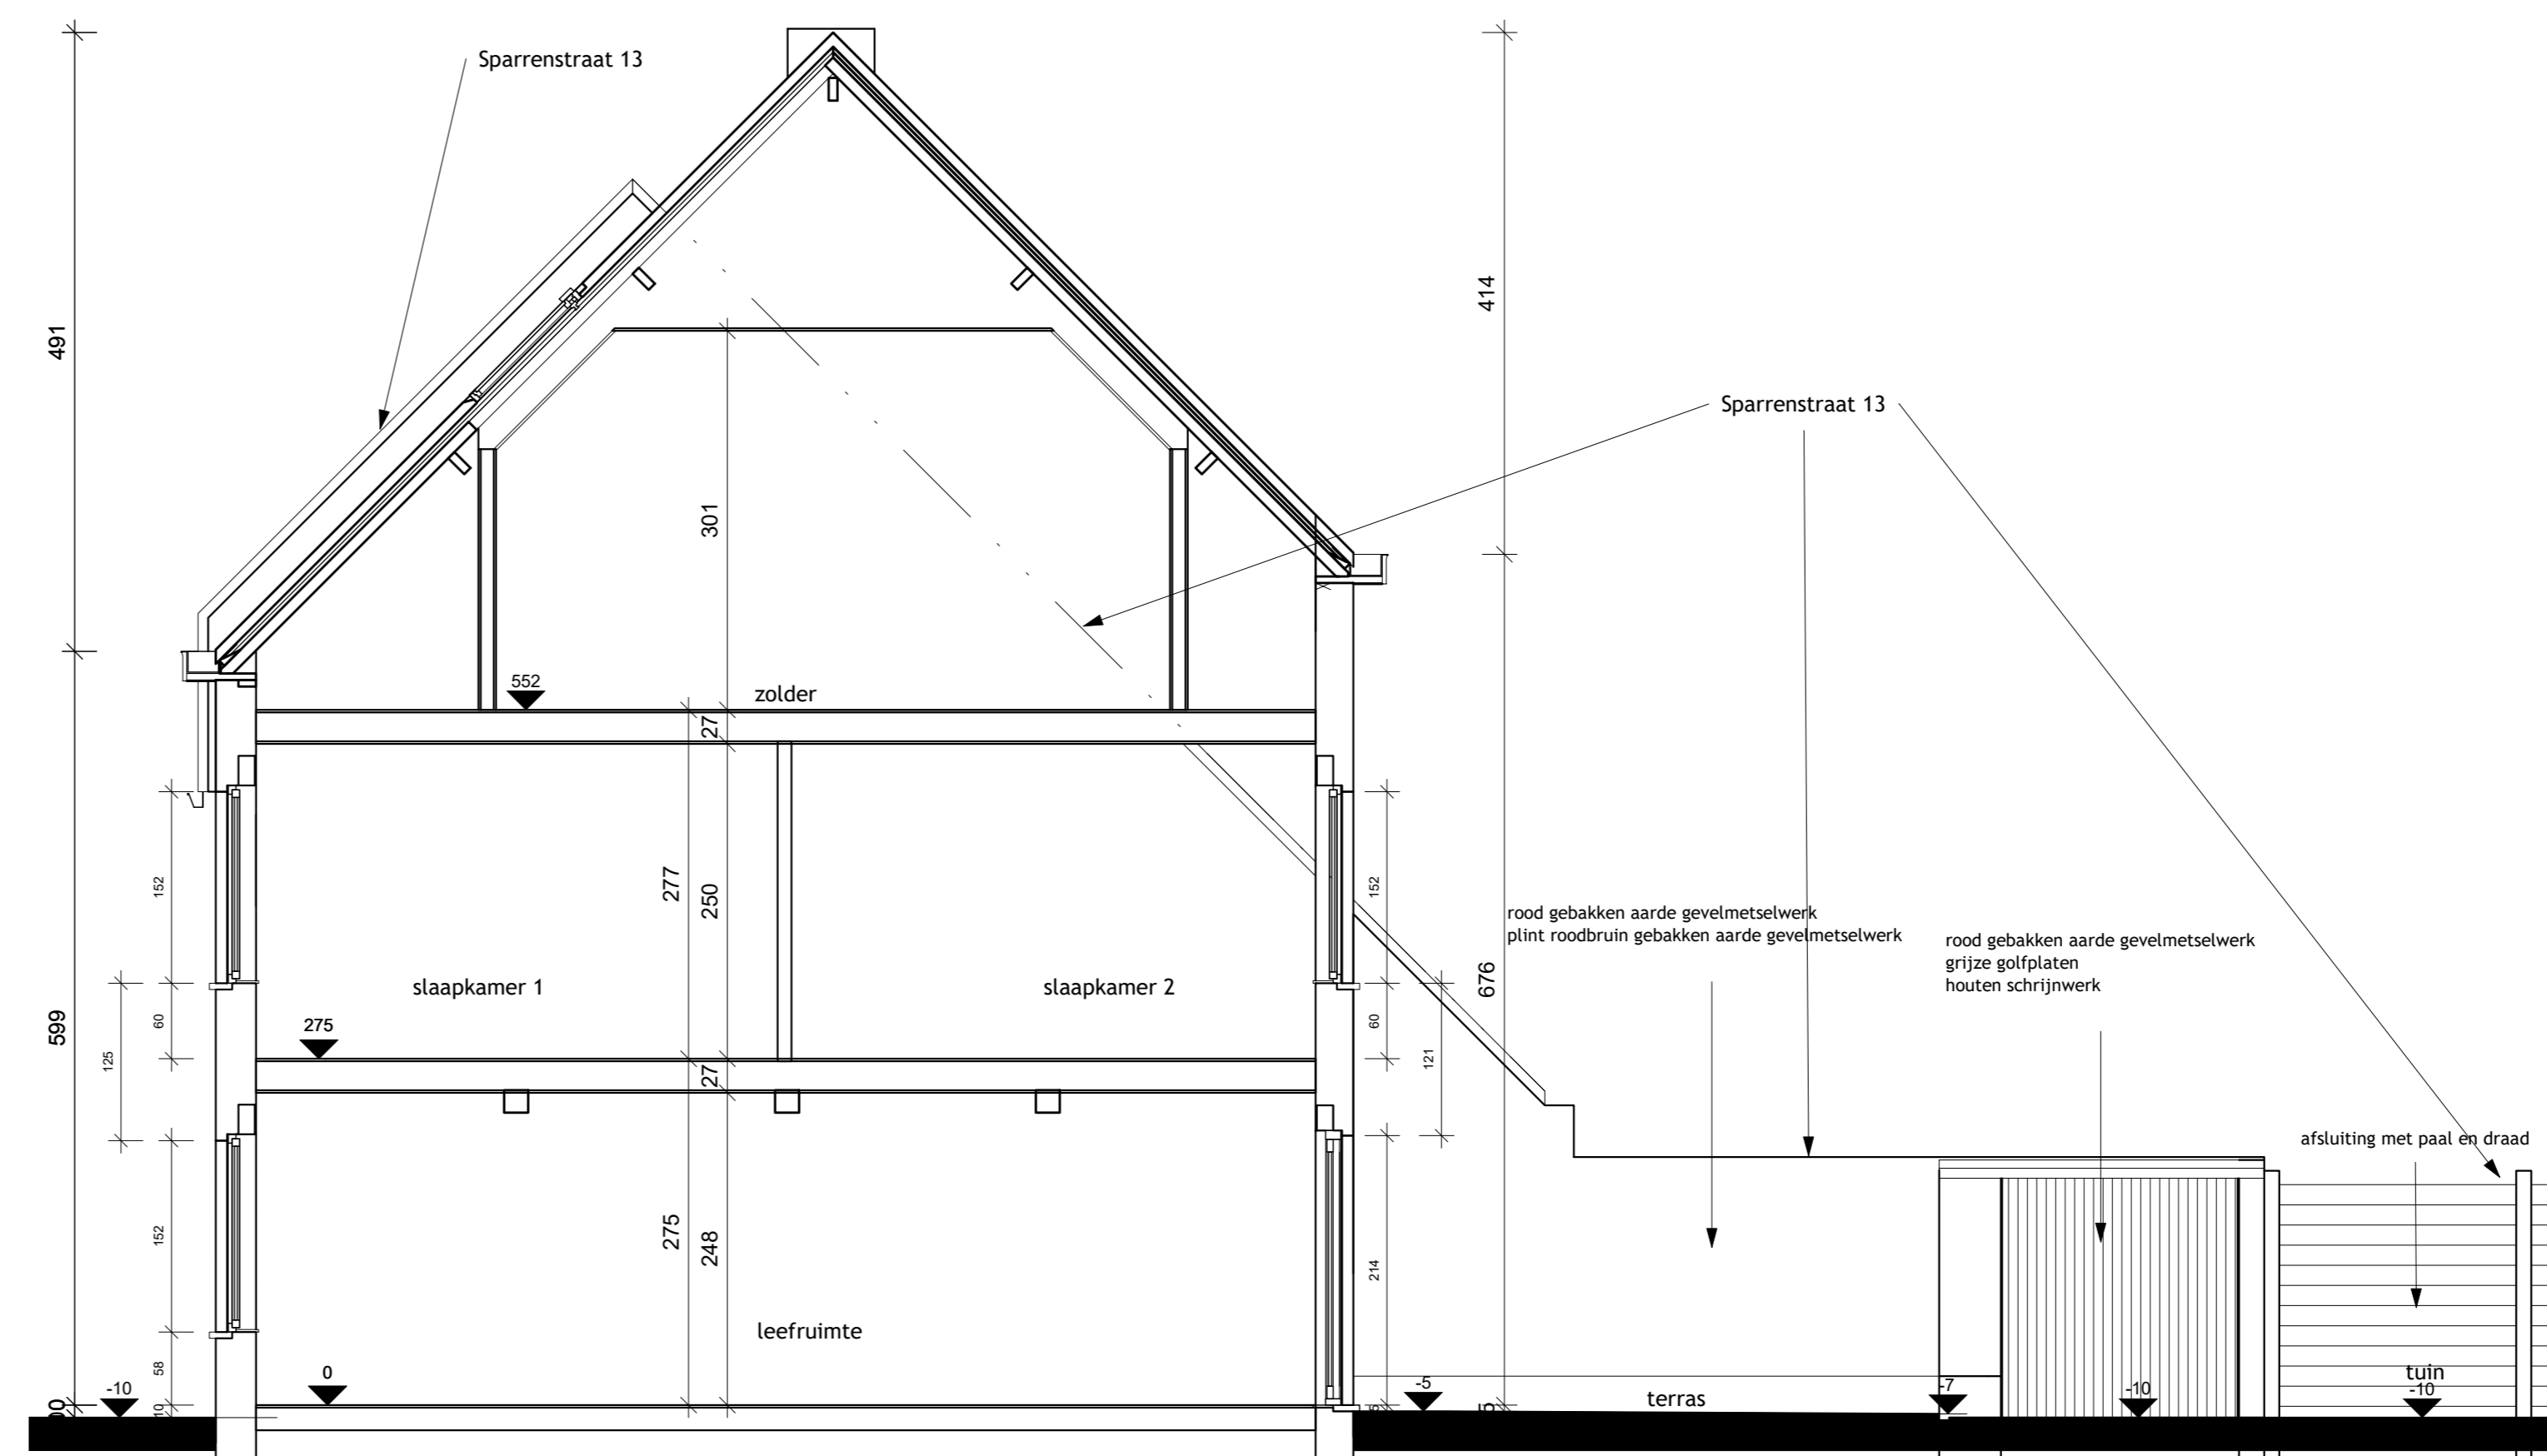 Sparrenstraat 13
491
414
Sparrenstraat 13
301
552
zolder
27
152
277
250
152
rood gebakken aarde gevelmetselwerk
plint roodbruin gebakken aarde gevelmetselwerk
rood gebakken aarde gevelmetselwerk
grijze golfplaten
houten schrijnwerk
676
slaapkamer 1
slaapkamer 2
599
60
275
60
125
27
121
afsluiting met paal en draad
152
275
248
214
leefruimte
58
0
-10
-5
terras
-7
-10
tuin
-10
10
5